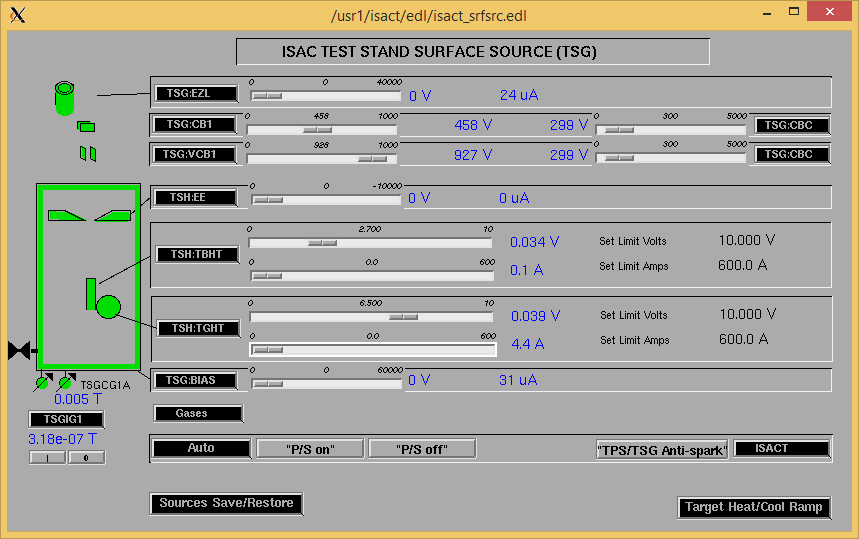 /usr1/isact/edl/isact_srfsrc.edl
ISAC TEST STAND SURFACE SOURCE (TSG)
0 0 40000
TSG:EZL 0 V 24 uA
0 458 1000 0 300 5000
TSG:CB1 458 V 299 V TSG:CBC
0 928 1000 0 300 5000
TSG:VCB1 927 V 299 V TSG:CBC
0 0 -10000
TSH:EE 0 V 0 uA
0 2.700 10
0.034 V Set Limit Volts 10.000 V
TSH:TBHT
0 0.0 600
0.1 A Set Limit Amps 600.0 A
0 6.500 10
0.039 V Set Limit Volts 10.000 V
TSH:TGHT
0 0.0 600
4.4 A Set Limit Amps 600.0 A
0 0 60000
TSG:BIAS 0 V 31 uA
TSGCG1A
0.005 T
Gases
TSGIG1
3.18e-07 T
I 0
Auto "P/S on" "P/S off" "TPS/TSG Anti-spark" ISACT
Sources Save/Restore
Target Heat/Cool Ramp